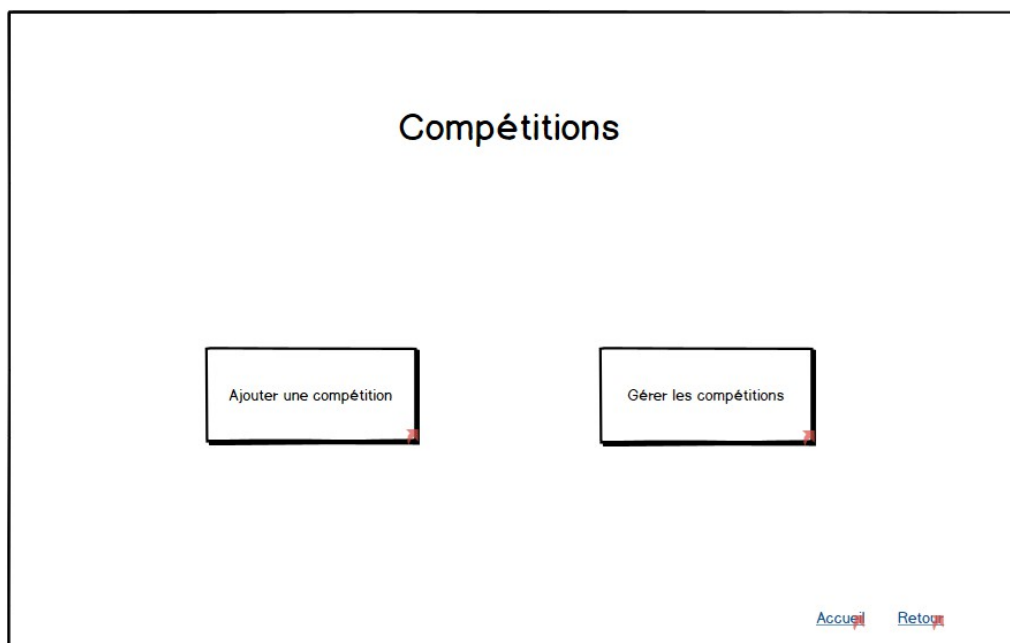 Compétitions
Ajouter une compétition
Gérer les compétitions
Accueil Retour